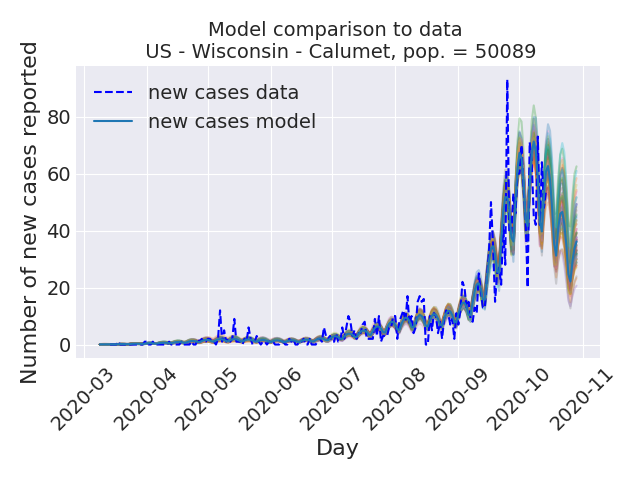 Model comparison to data
US - Wisconsin - Calumet, pop. = 50089
new cases data
new cases model
Number of new cases reported
80
60
40
20
0
2020-03
2020-04
2020-05
2020-06
2020-07
2020-08
2020-09
2020-10
2020-11
Day